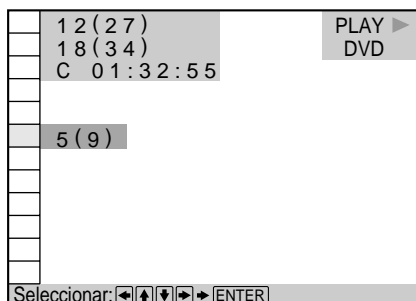 12(27)
18(34)
C 01:32:55
PLAY
DVD
5(9)
Seleccionar: ENTER